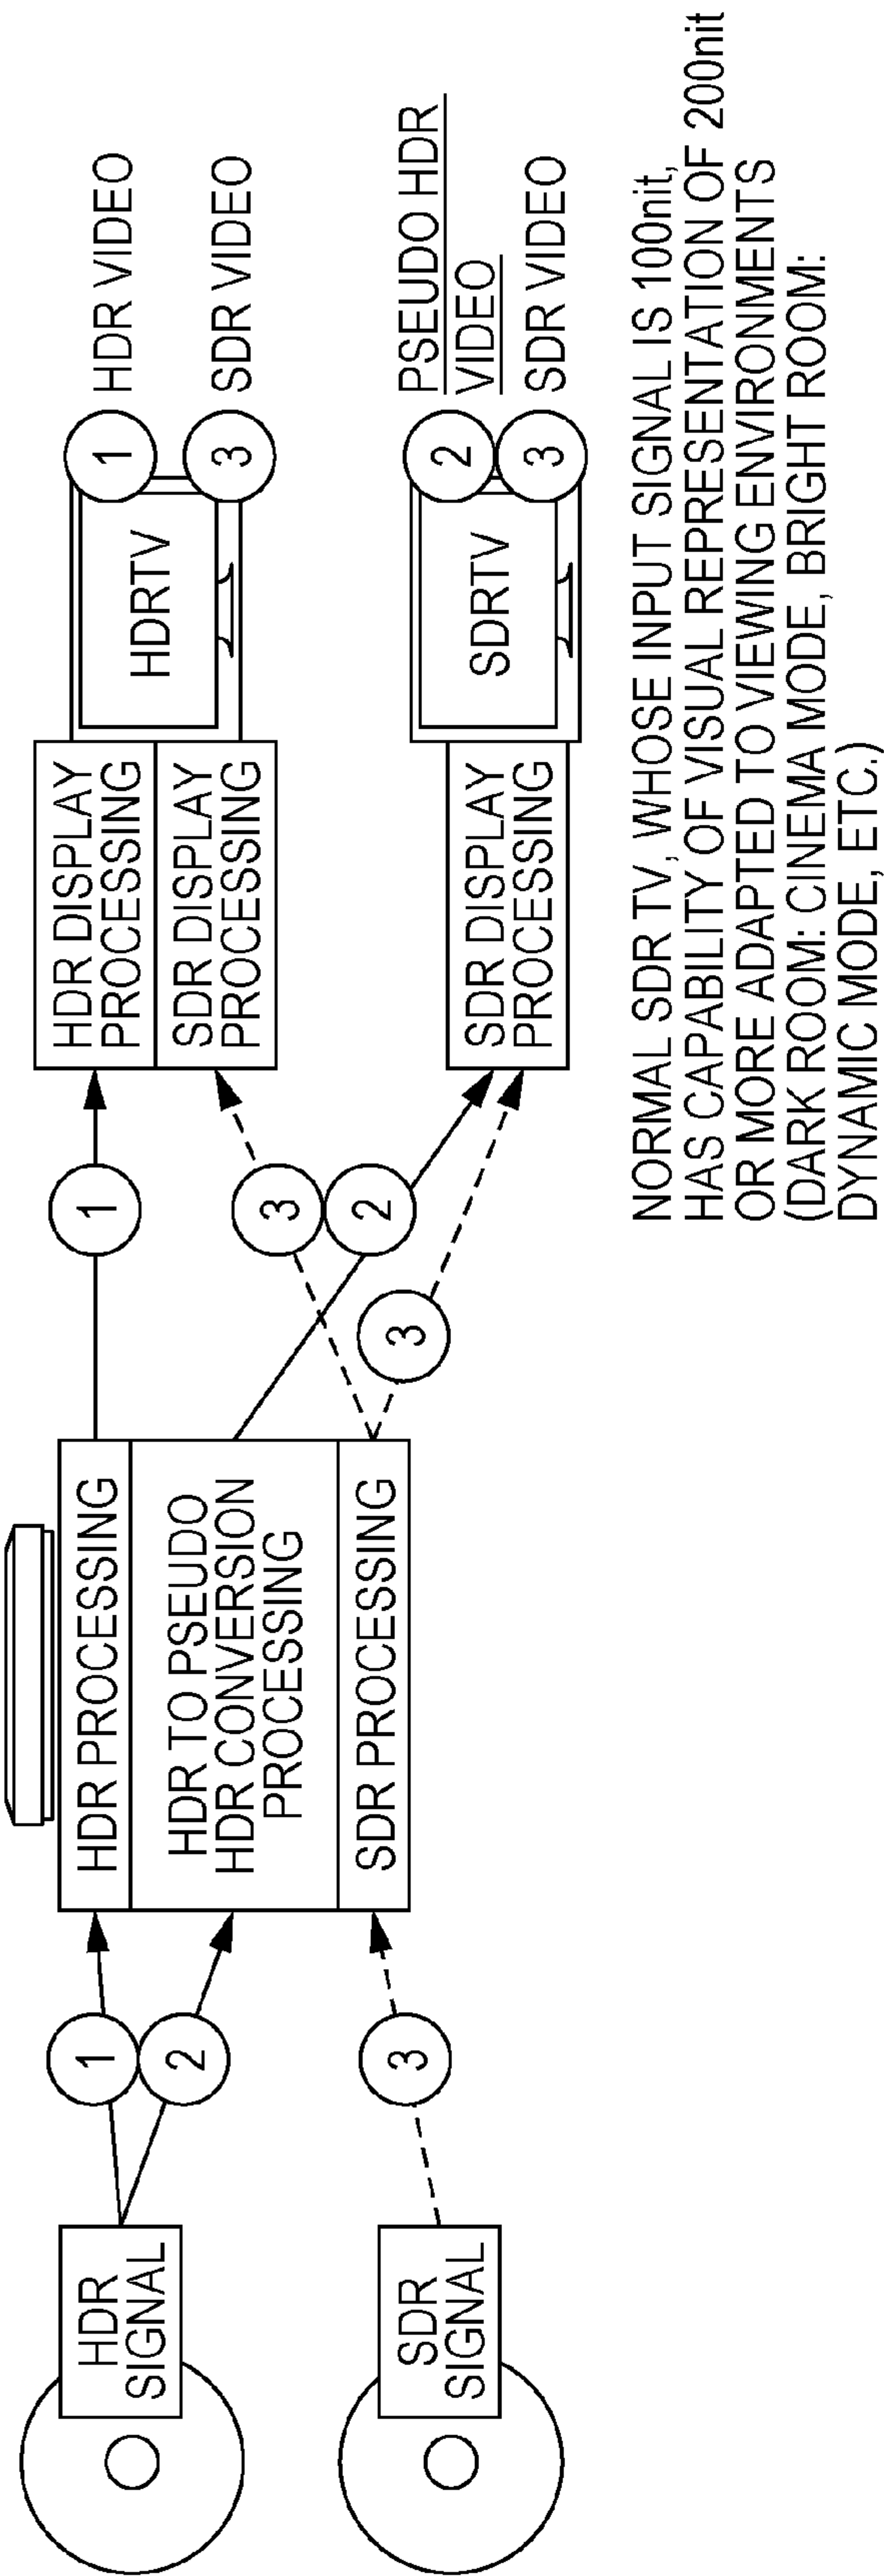 HDR
SIGNAL
SDR
SIGNAL
1
2
3
HDR PROCESSING
HDR TO PSEUDO
HDR CONVERSION
PROCESSING
SDR PROCESSING
1
3
2
3
HDR DISPLAY
PROCESSING
SDR DISPLAY
PROCESSING
SDR DISPLAY
PROCESSING
HDRTV
SDRTV
1
HDR VIDEO
3
SDR VIDEO
2
PSEUDO HDR
VIDEO
3
SDR VIDEO
NORMAL SDR TV, WHOSE INPUT SIGNAL IS 100nit,
HAS CAPABILITY OF VISUAL REPRESENTATION OF 200nit
OR MORE ADAPTED TO VIEWING ENVIRONMENTS
(DARK ROOM: CINEMA MODE, BRIGHT ROOM:
DYNAMIC MODE, ETC.)